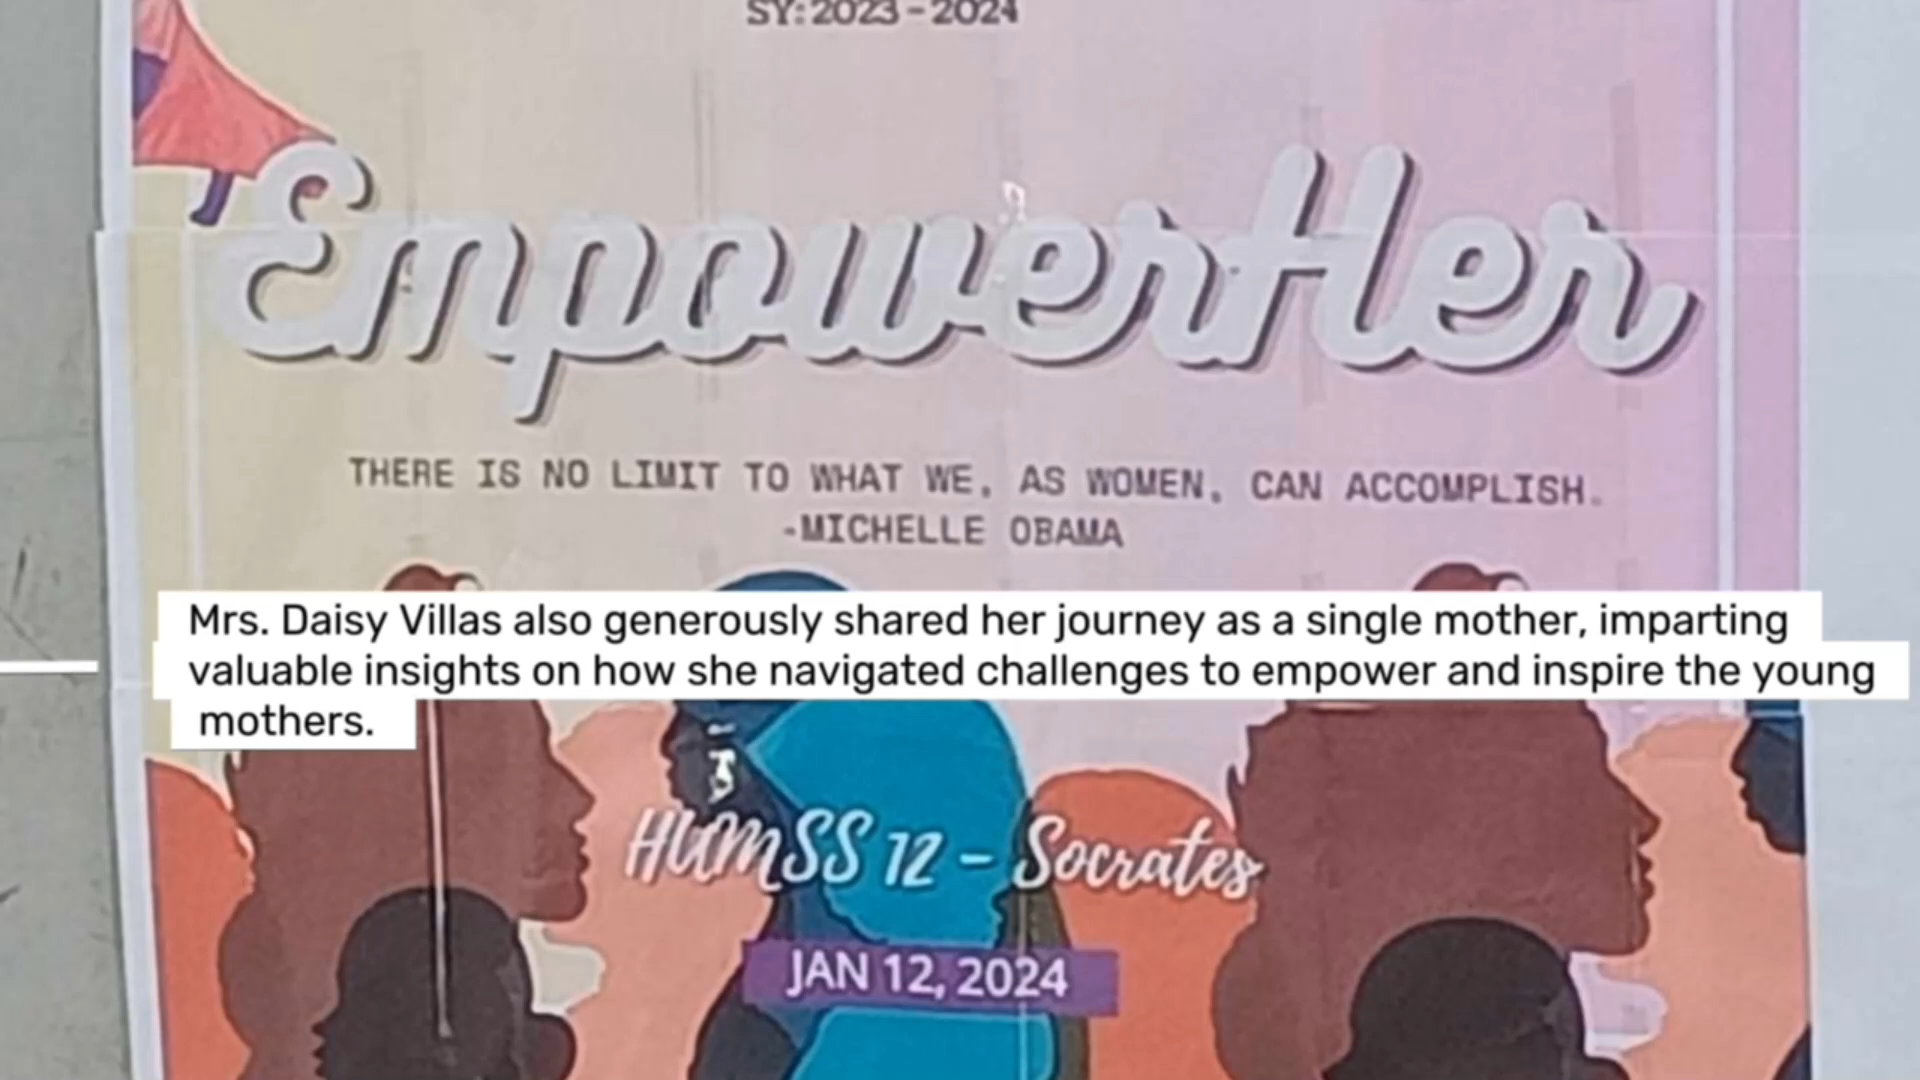 SY: 2023 - 2024
EmpowerHer
THERE IS NO LIMIT TO WHAT WE, AS WOMEN, CAN ACCOMPLISH.
-MICHELLE OBAMA
Mrs. Daisy Villas also generously shared her journey as a single mother, imparting
valuable insights on how she navigated challenges to empower and inspire the young
mothers.
HUMSS 12 - Socrates
JAN 12, 2024